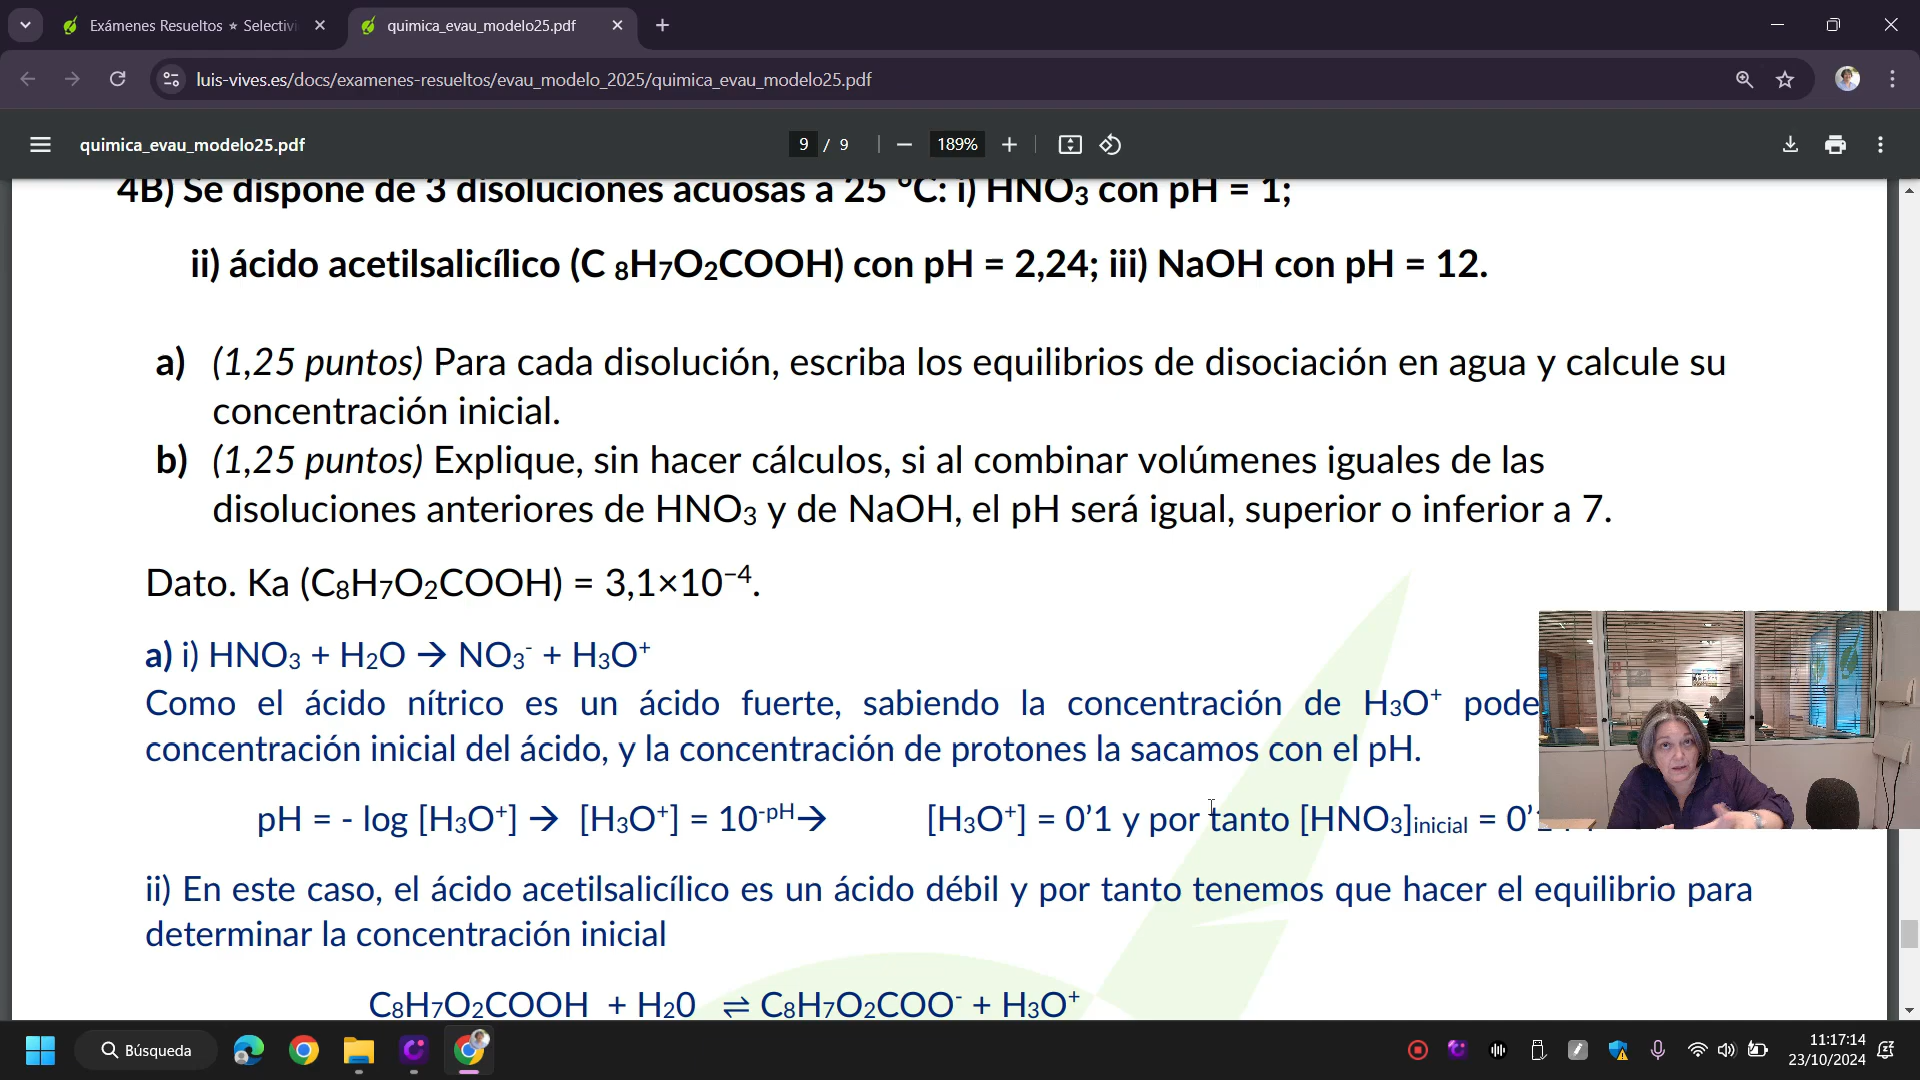 Exámenes Resueltos ★ Selectivi
quimica_evau_modelo25.pdf
luis-vives.es/docs/examenes-resueltos/evau_modelo_2025/quimica_evau_modelo25.pdf
quimica_evau_modelo25.pdf
9 / 9
189%
4B) Se dispone de 3 disoluciones acuosas a 25 °C: i) HNO₃ con pH = 1;
ii) ácido acetilsalicílico (C ₈H₇O₂COOH) con pH = 2,24; iii) NaOH con pH = 12.
a) (1,25 puntos) Para cada disolución, escriba los equilibrios de disociación en agua y calcule su
concentración inicial.
b) (1,25 puntos) Explique, sin hacer cálculos, si al combinar volúmenes iguales de las
disoluciones anteriores de HNO₃ y de NaOH, el pH será igual, superior o inferior a 7.
Dato. Ka (C₈H₇O₂COOH) = 3,1×10⁻⁴.
a) i) HNO₃ + H₂O → NO₃⁻ + H₃O⁺
Como el ácido nítrico es un ácido fuerte, sabiendo la concentración de H₃O⁺ pode
concentración inicial del ácido, y la concentración de protones la sacamos con el pH.
pH = - log [H₃O⁺] → [H₃O⁺] = 10⁻ᵖᴴ→ [H₃O⁺] = 0’1 y por tanto [HNO₃]inicial = 0’
ii) En este caso, el ácido acetilsalicílico es un ácido débil y por tanto tenemos que hacer el equilibrio para
determinar la concentración inicial
C₈H₇O₂COOH + H₂0 ⇌ C₈H₇O₂COO⁻ + H₃O⁺
Búsqueda
11:17:14
23/10/2024